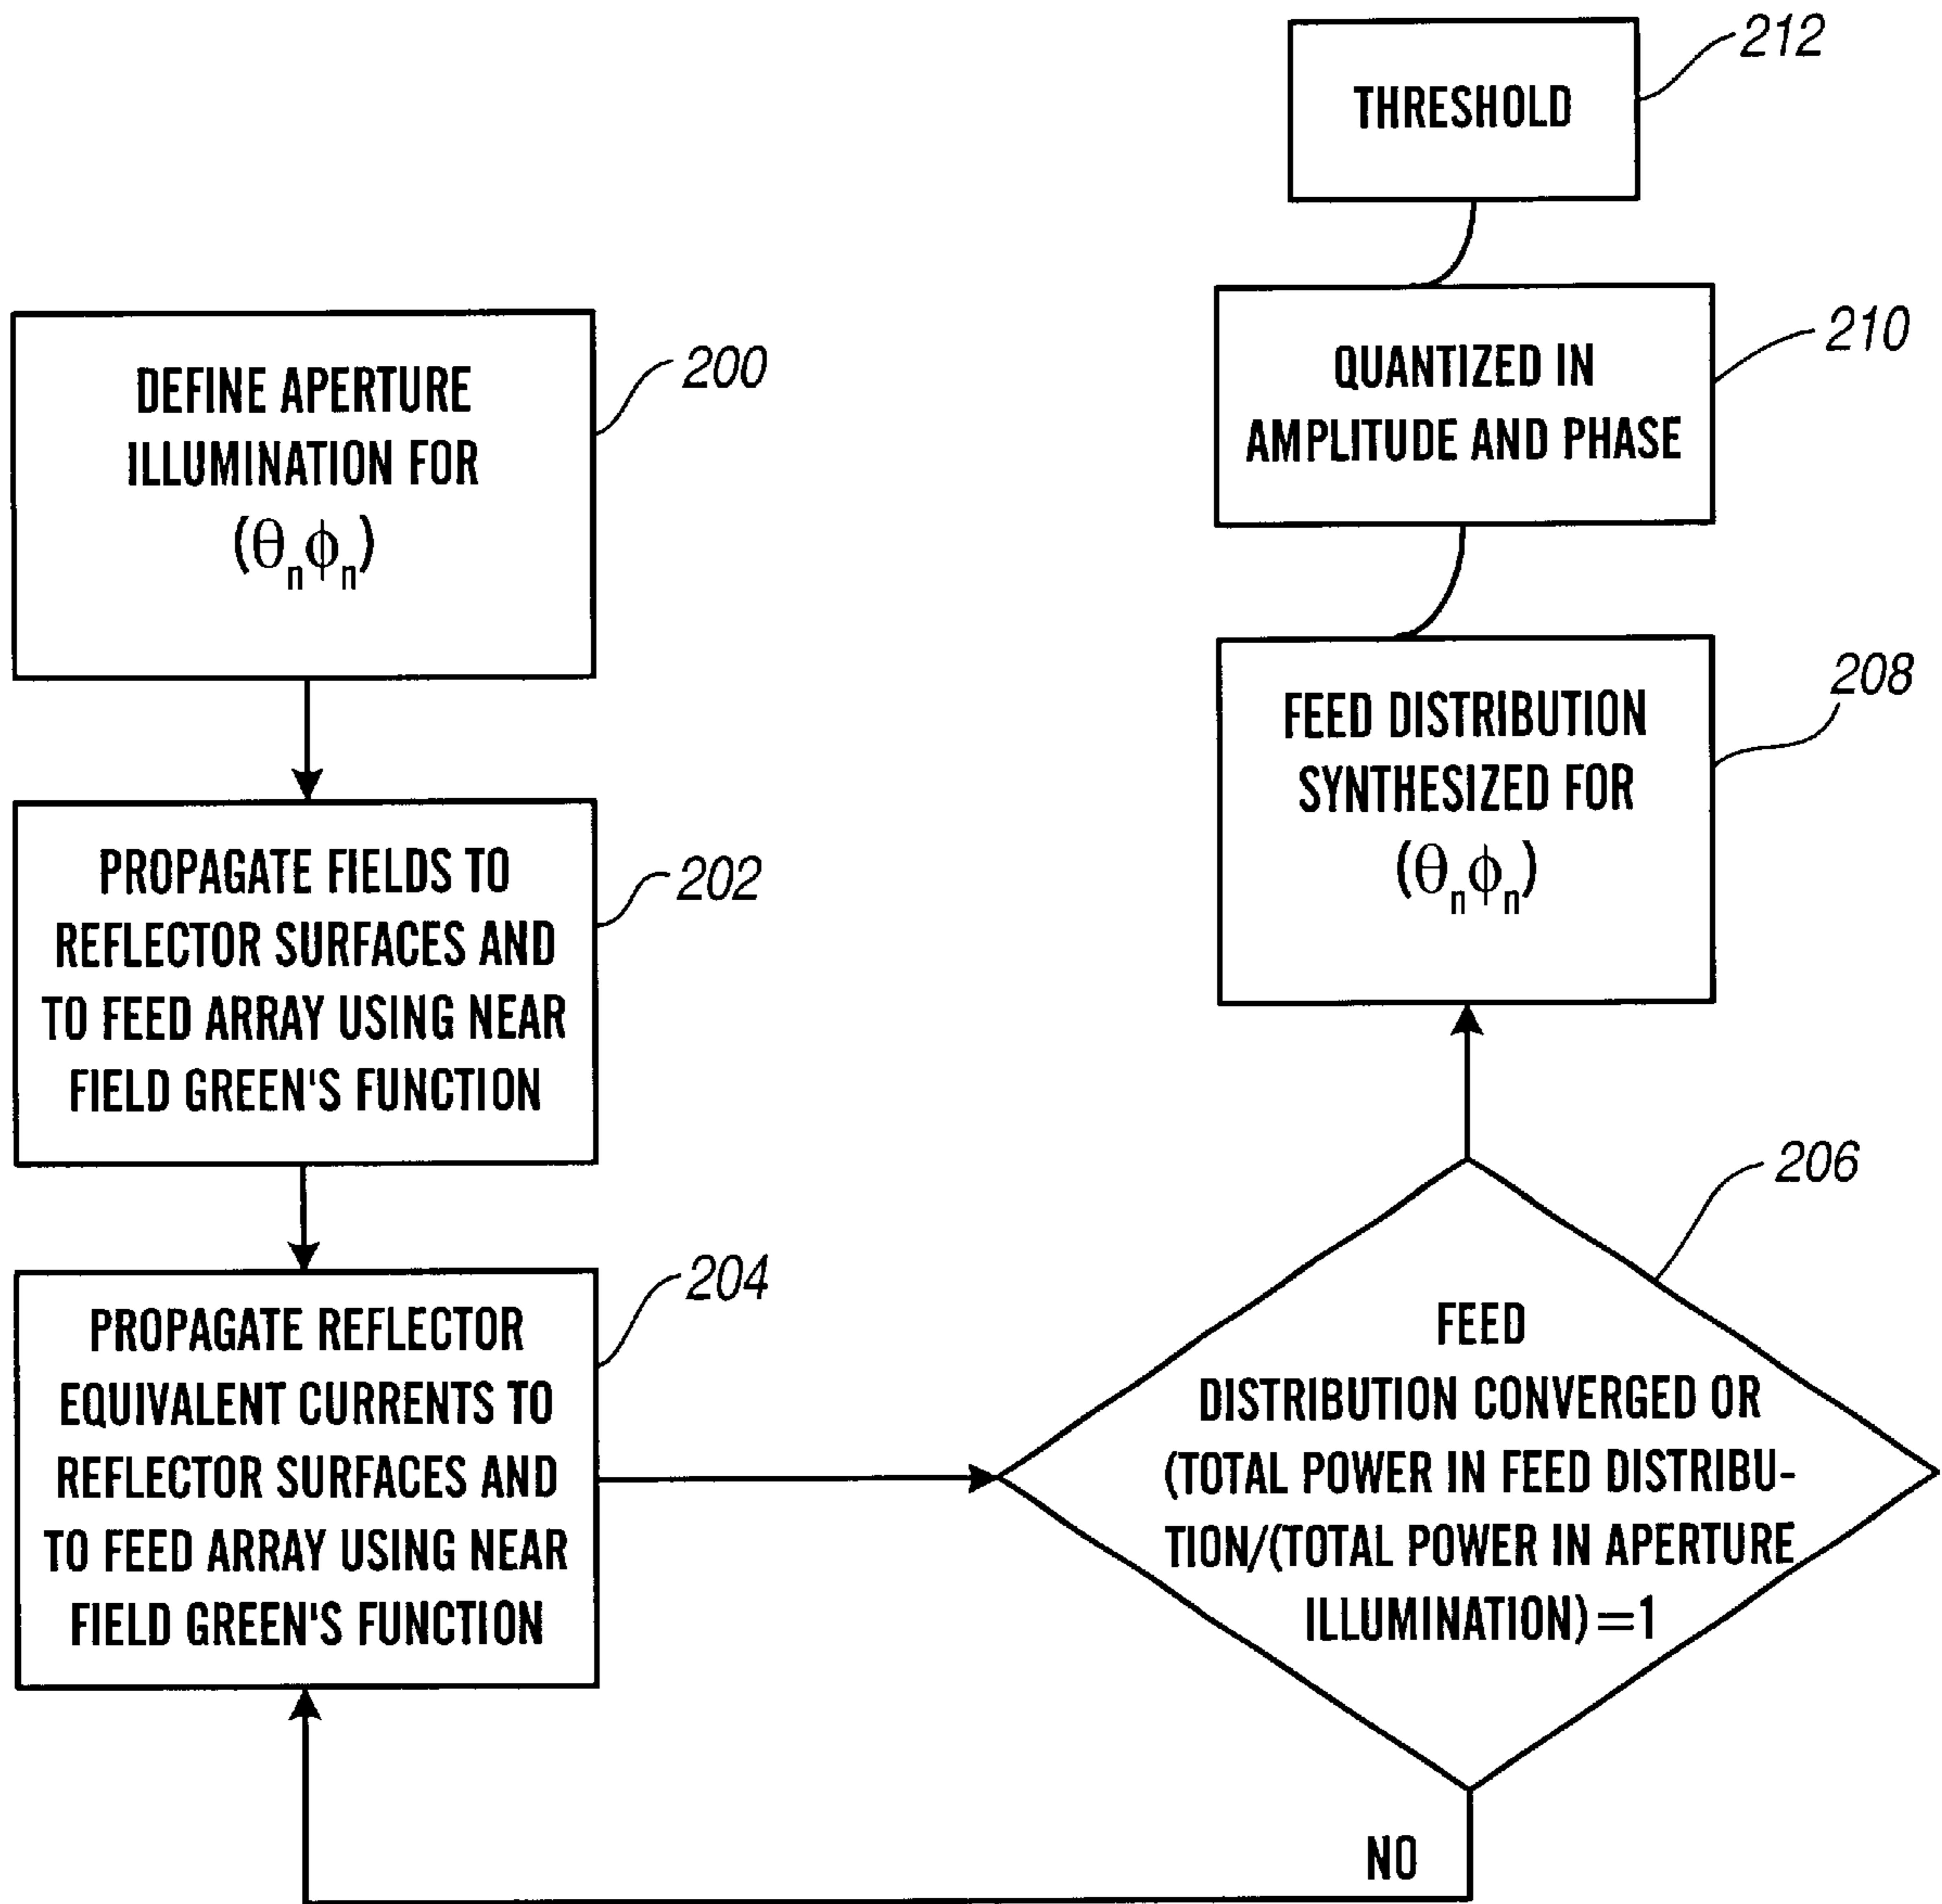 DEFINE APERTURE
ILLUMINATION FOR
(θₙϕₙ)
200
PROPAGATE FIELDS TO
REFLECTOR SURFACES AND
TO FEED ARRAY USING NEAR
FIELD GREEN'S FUNCTION
202
PROPAGATE REFLECTOR
EQUIVALENT CURRENTS TO
REFLECTOR SURFACES AND
TO FEED ARRAY USING NEAR
FIELD GREEN'S FUNCTION
204
FEED
DISTRIBUTION CONVERGED OR
(TOTAL POWER IN FEED DISTRIBU-
TION/(TOTAL POWER IN APERTURE
ILLUMINATION)=1
206
NO
FEED DISTRIBUTION
SYNTHESIZED FOR
(θₙϕₙ)
208
QUANTIZED IN
AMPLITUDE AND PHASE
210
THRESHOLD
212